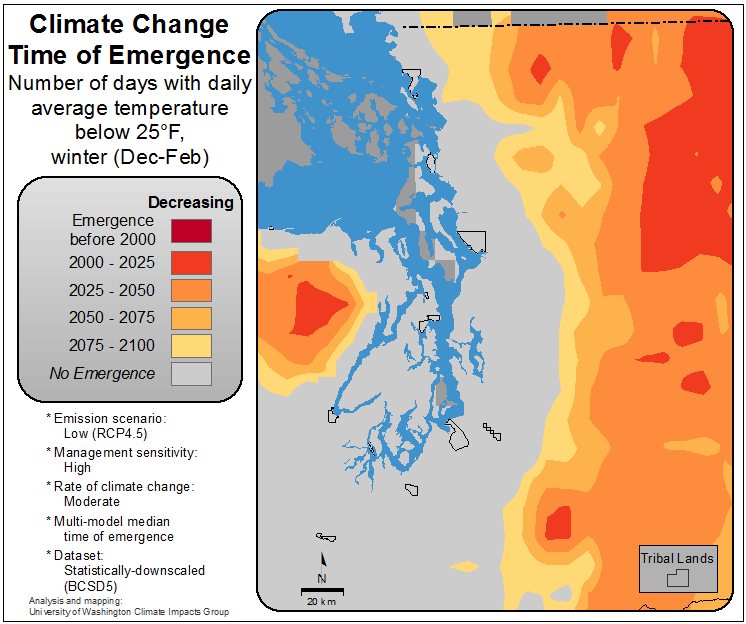 Climate Change
Time of Emergence
Number of days with daily
average temperature
below 25°F,
winter (Dec-Feb)
Decreasing
Emergence
before 2000
2000 - 2025
2025 - 2050
2050 - 2075
2075 - 2100
No Emergence
* Emission scenario:
Low (RCP4.5)
* Management sensitivity:
High
* Rate of climate change:
Moderate
* Multi-model median
time of emergence
* Dataset:
Statistically-downscaled
(BCSD5)
Analysis and mapping:
University of Washington Climate Impacts Group
N
20 km
Tribal Lands